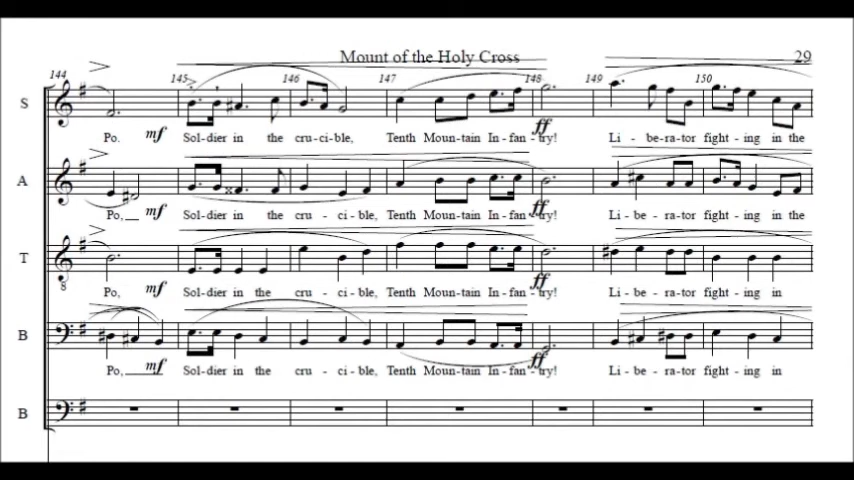 Mount of the Holy Cross 29
144 145 146 147 148 149 150
S
Po. mf Sol-dier in the cru-ci-ble, Tenth Moun-tain In-fan-try! ff Li - be-ra-tor fight-ing in the
A
Po,__ mf Sol-dier in the cru - ci-ble, Tenth Moun-tain In-fan-try! ff Li-be-ra-tor fight-ing in the
T
8
Po, mf Sol-dier in the cru - ci-ble, Tenth Moun-tain In-fan-try! ff Li-be-ra-tor fight-ing in
B
Po,__ mf Sol-dier in the cru - ci-ble, Tenth Moun-tain In-fan-try! ff Li-be-ra-tor fight-ing in
B